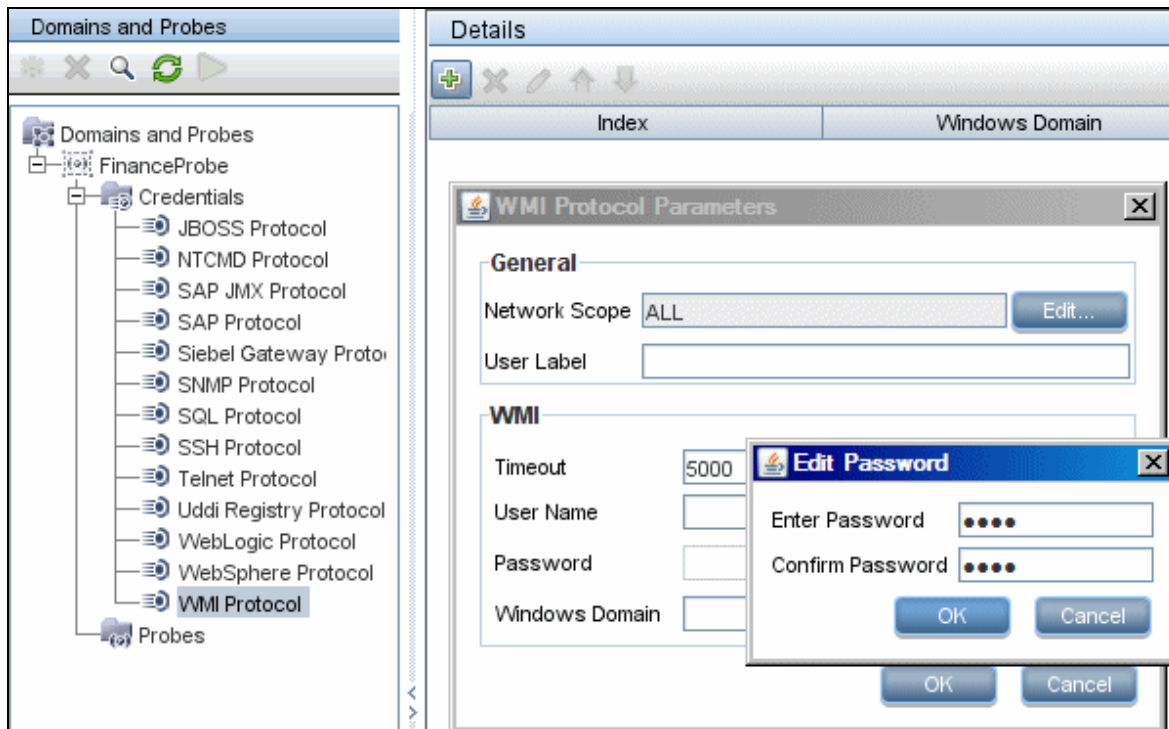 Domains and Probes
Domains and Probes
FinanceProbe
Credentials
JBOSS Protocol
NTCMD Protocol
SAP JMX Protocol
SAP Protocol
Siebel Gateway Proto
SNMP Protocol
SQL Protocol
SSH Protocol
Telnet Protocol
Uddi Registry Protocol
WebLogic Protocol
WebSphere Protocol
WMI Protocol
Probes
Details
Index Windows Domain
WMI Protocol Parameters
General
Network Scope ALL Edit...
User Label
WMI
Timeout 5000
User Name
Password
Windows Domain
OK Cancel
Edit Password
Enter Password ••••
Confirm Password ••••
OK Cancel